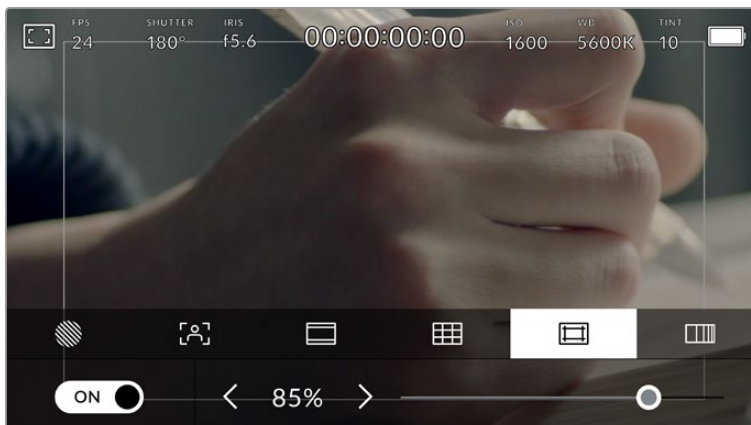 FPS SHUTTER IRIS ISO WB TINT
24 180° f5.6 00:00:00:00 1600 5600K 10
ON 85%